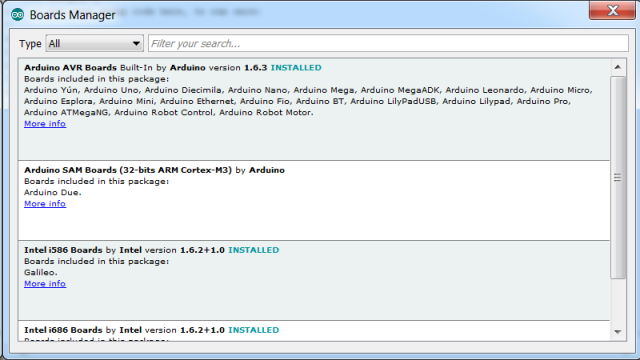 Boards Manager
Type All Filter your search...
Arduino AVR Boards Built-In by Arduino version 1.6.3 INSTALLED
Boards included in this package:
Arduino Yún, Arduino Uno, Arduino Diecimila, Arduino Nano, Arduino Mega, Arduino MegaADK, Arduino Leonardo, Arduino Micro,
Arduino Esplora, Arduino Mini, Arduino Ethernet, Arduino Fio, Arduino BT, Arduino LilyPadUSB, Arduino Lilypad, Arduino Pro,
Arduino ATMegaNG, Arduino Robot Control, Arduino Robot Motor.
More info
Arduino SAM Boards (32-bits ARM Cortex-M3) by Arduino
Boards included in this package:
Arduino Due.
More info
Intel i586 Boards by Intel version 1.6.2+1.0 INSTALLED
Boards included in this package:
Galileo.
More info
Intel i686 Boards by Intel version 1.6.2+1.0 INSTALLED
Boards included in this package: